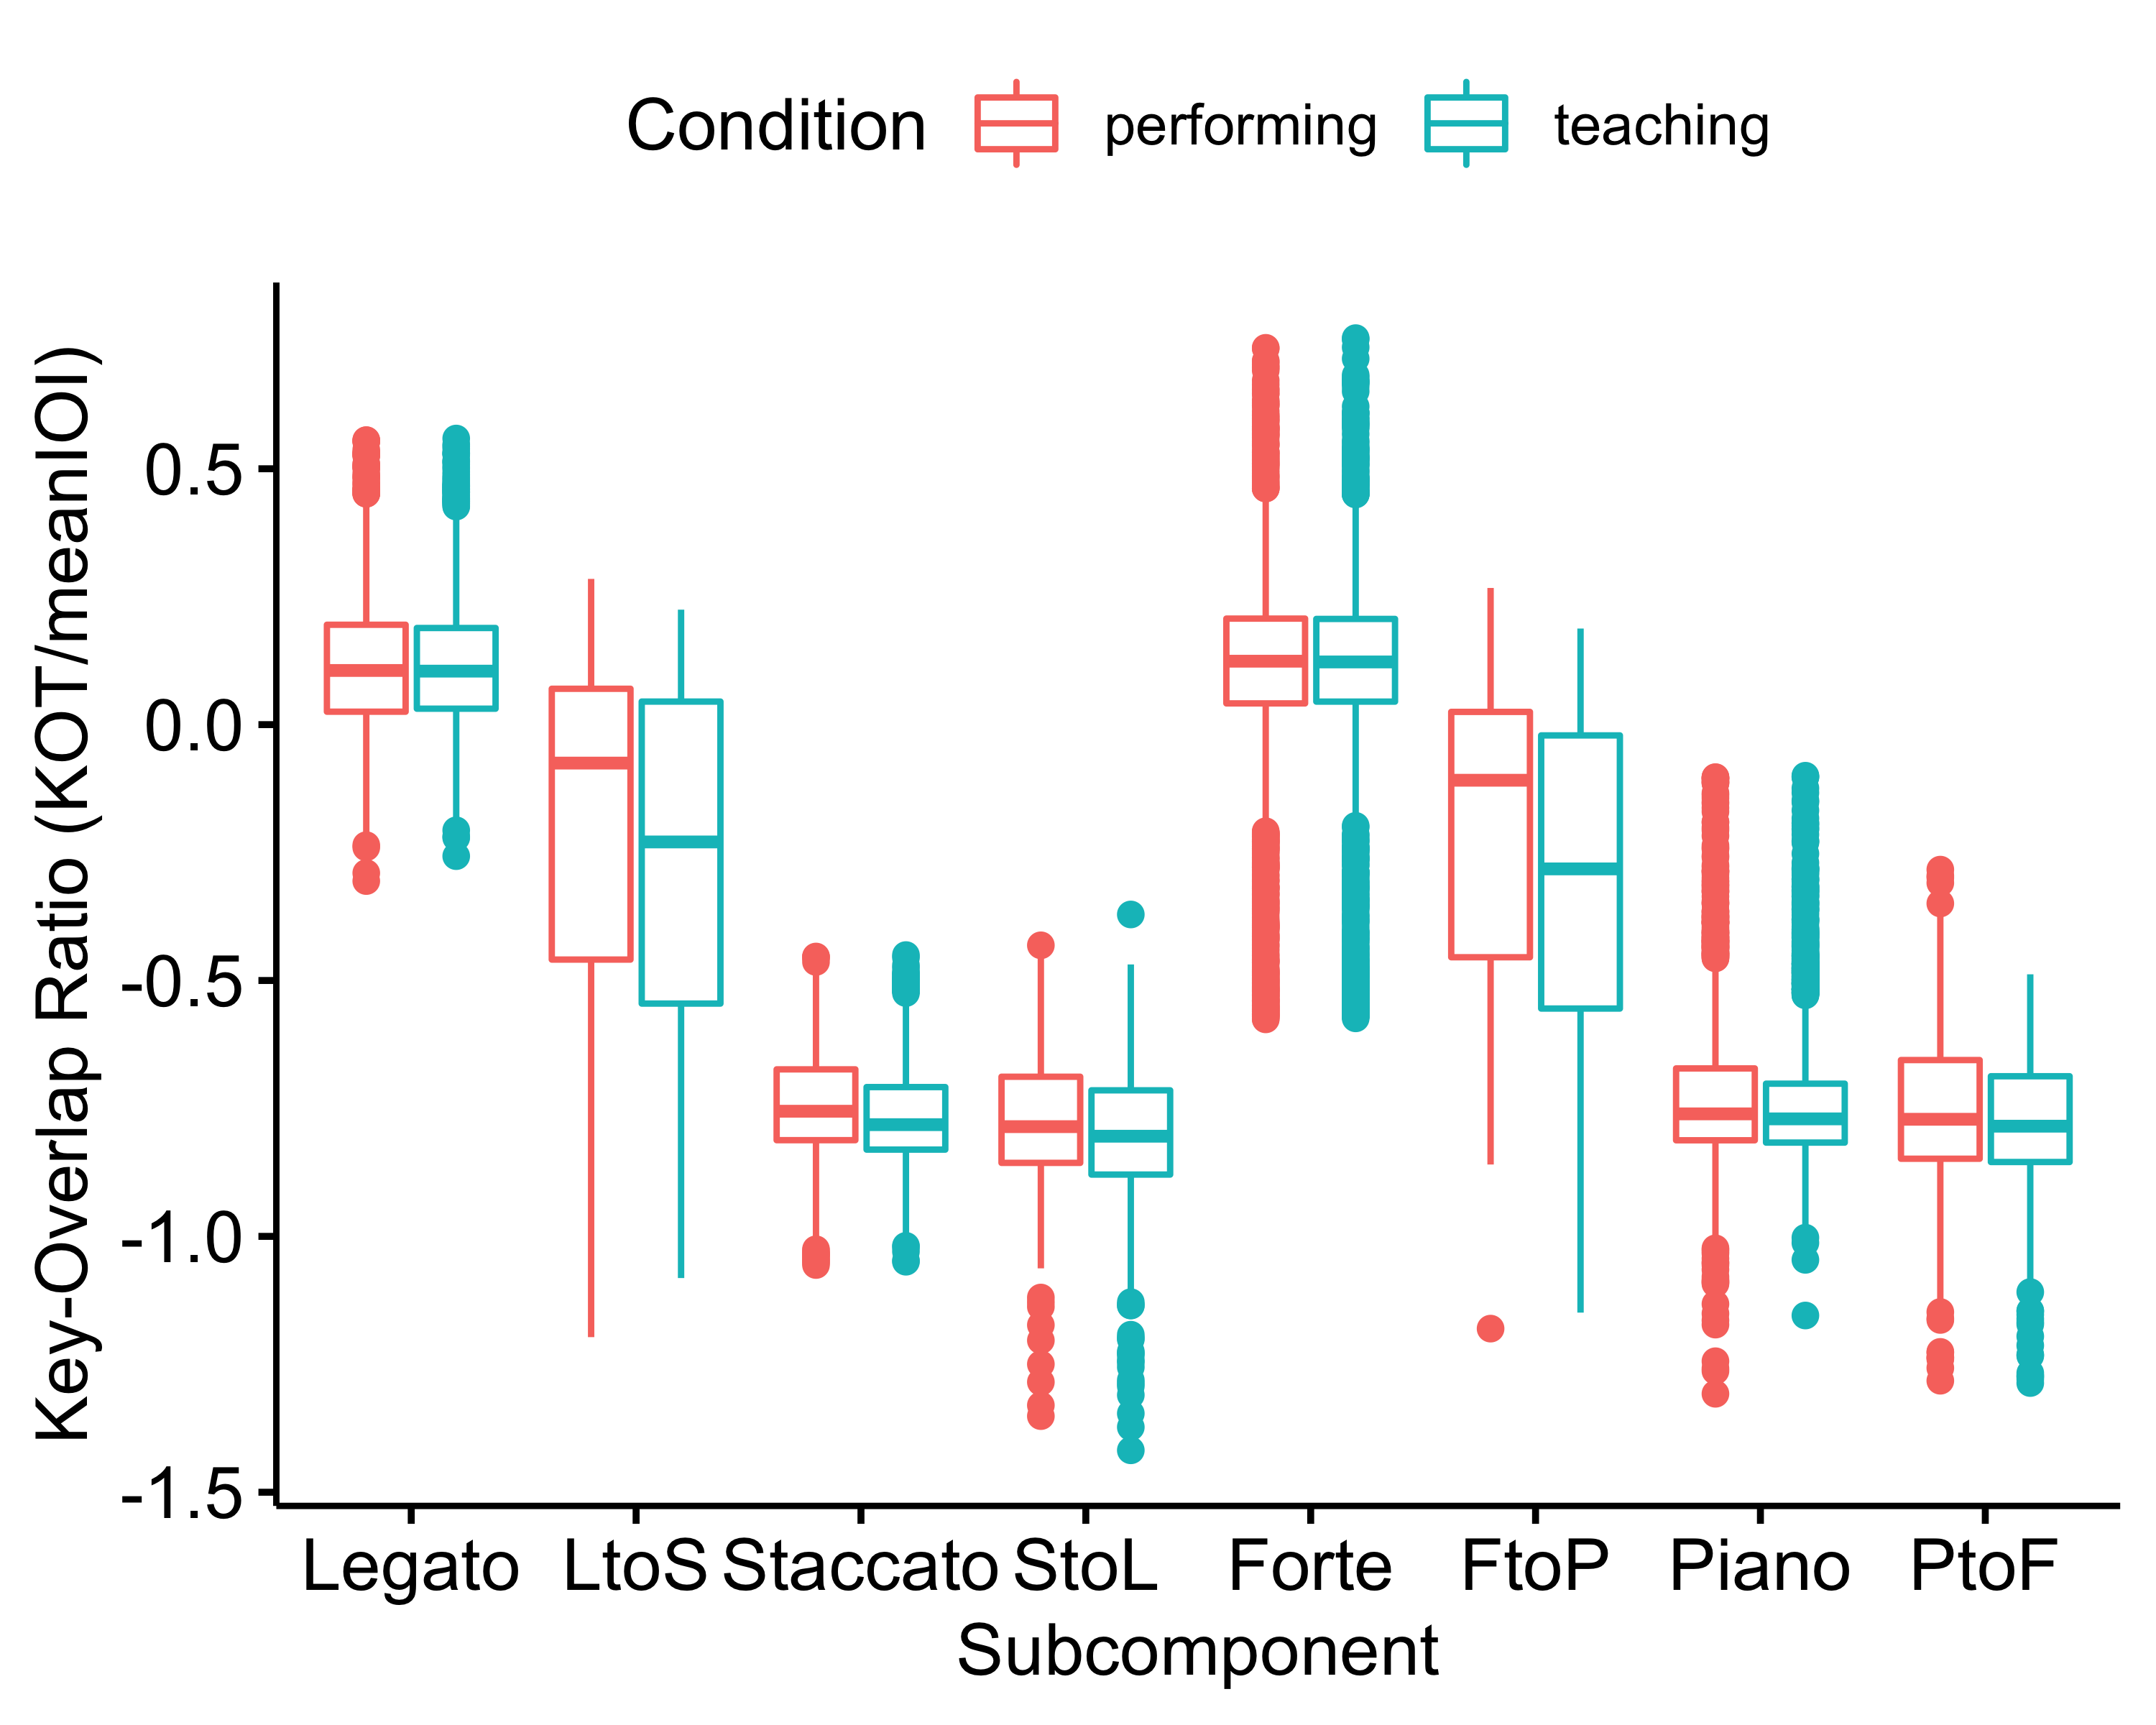 Condition performing teaching
Key-Overlap Ratio (KOT/meanIOI)
0.5
0.0
-0.5
-1.0
-1.5
Legato LtoS Staccato StoL Forte FtoP Piano PtoF
Subcomponent